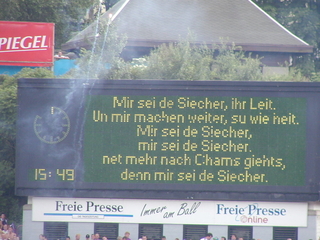 SPIEGEL
Mir sei de Siecher, ihr Leit.
Un mir machen weiter, su wie heit.
Mir sei de Siecher,
mir sei de Siecher.
net mehr nach Chams giehts,
denn mir sei de Siecher.
15:49
Freie Presse Immer am Ball Freie Presse
Online